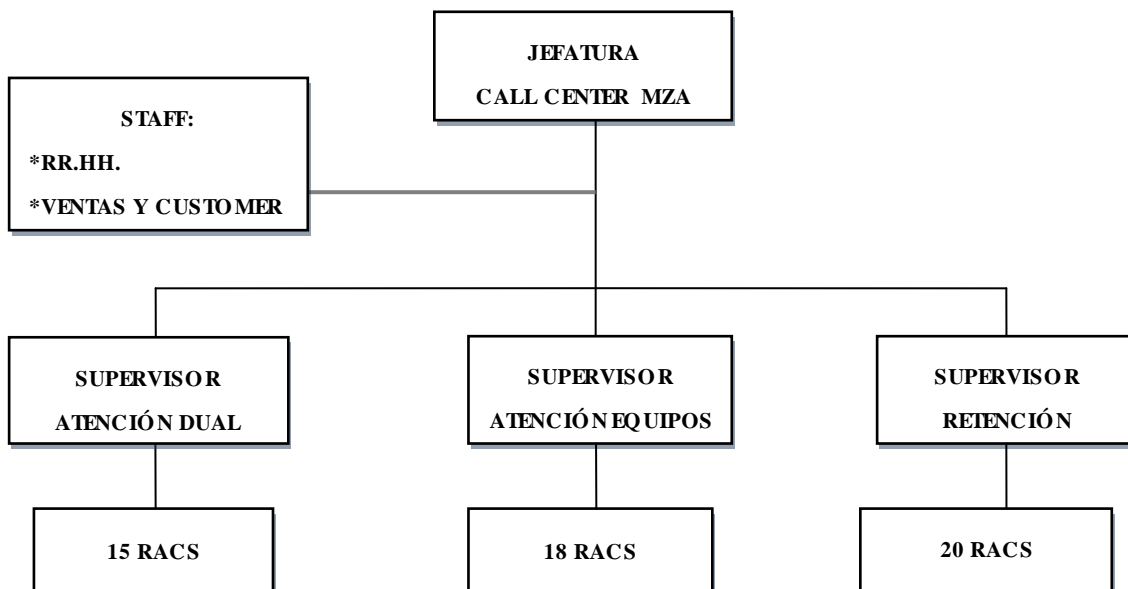 JEFATURA
CALL CENTER MZA
STAFF:
*RR.HH.
*VENTAS Y CUSTOMER
SUPERVISOR
ATENCIÓN DUAL
SUPERVISOR
ATENCIÓN EQUIPOS
SUPERVISOR
RETENCIÓN
15 RACS
18 RACS
20 RACS